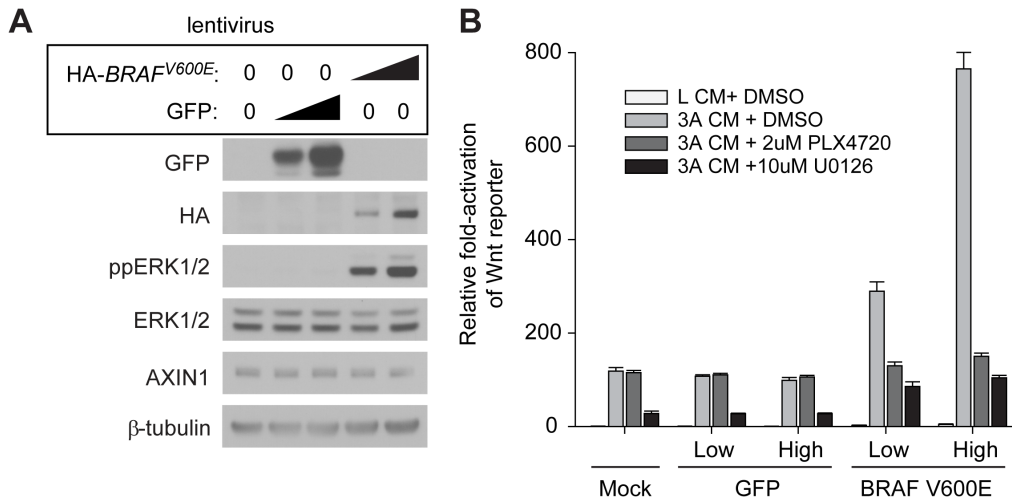 A
lentivirus
HA-BRAF^V600E: 0 0 0
GFP: 0 0 0
GFP
HA
ppERK1/2
ERK1/2
AXIN1
β-tubulin
B
Relative fold-activation
of Wnt reporter
800
600
400
200
0
L CM+ DMSO
3A CM + DMSO
3A CM + 2uM PLX4720
3A CM +10uM U0126
Low High Low High
Mock GFP BRAF V600E